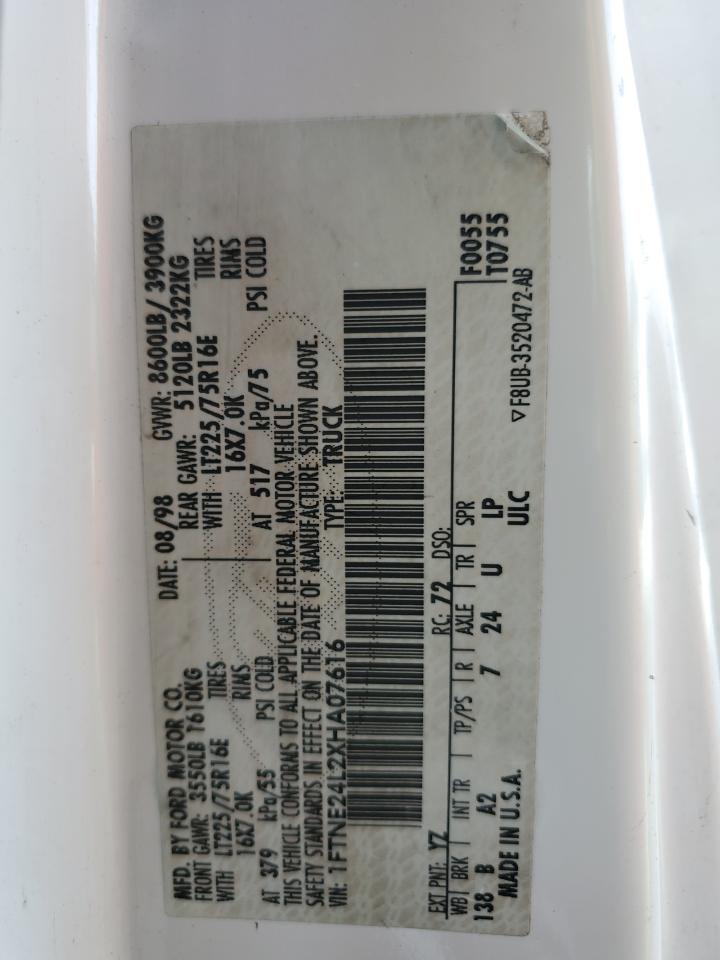 MFD. BY FORD MOTOR CO.
DATE: 08/98 GVWR: 8600LB/ 3900KG
FRONT GAWR: 3550LB 1610KG
REAR GAWR: 5120LB 2322KG
WITH LT225/75R16E TIRES
WITH LT225/75R16E TIRES
16X7.0K RIMS
16X7.0K RIMS
AT 379 kPa/55 PSI COLD
AT 517 kPa/75 PSI COLD
THIS VEHICLE CONFORMS TO ALL APPLICABLE FEDERAL MOTOR VEHICLE
SAFETY STANDARDS IN EFFECT ON THE DATE OF MANUFACTURE SHOWN ABOVE.
VIN: 1FTNE24L2XHA07616 TYPE: TRUCK
F0055
T0755
EXT PNT: YZ RC: 72 DSO:
WB | BRK | INT TR | TP/PS | R | AXLE | TR | SPR
138 B A2 7 24 U LP
MADE IN U.S.A. ULC
▽F8UB-3520472-AB